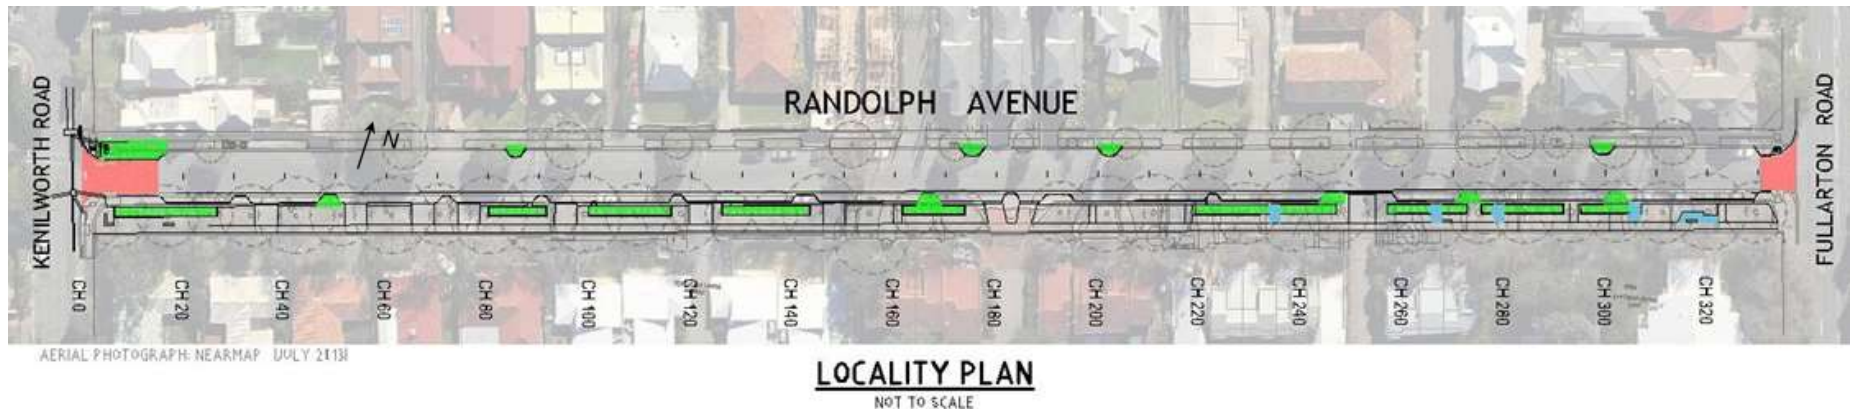 RANDOLPH AVENUE
KENILWORTH ROAD
FULLARTON ROAD
N
CH 0
CH 20
CH 40
CH 60
CH 80
CH 100
CH 120
CH 140
CH 160
CH 180
CH 200
CH 220
CH 240
CH 260
CH 280
CH 300
CH 320
AERIAL PHOTOGRAPH: NEARMAP (JULY 2013)
LOCALITY PLAN
NOT TO SCALE